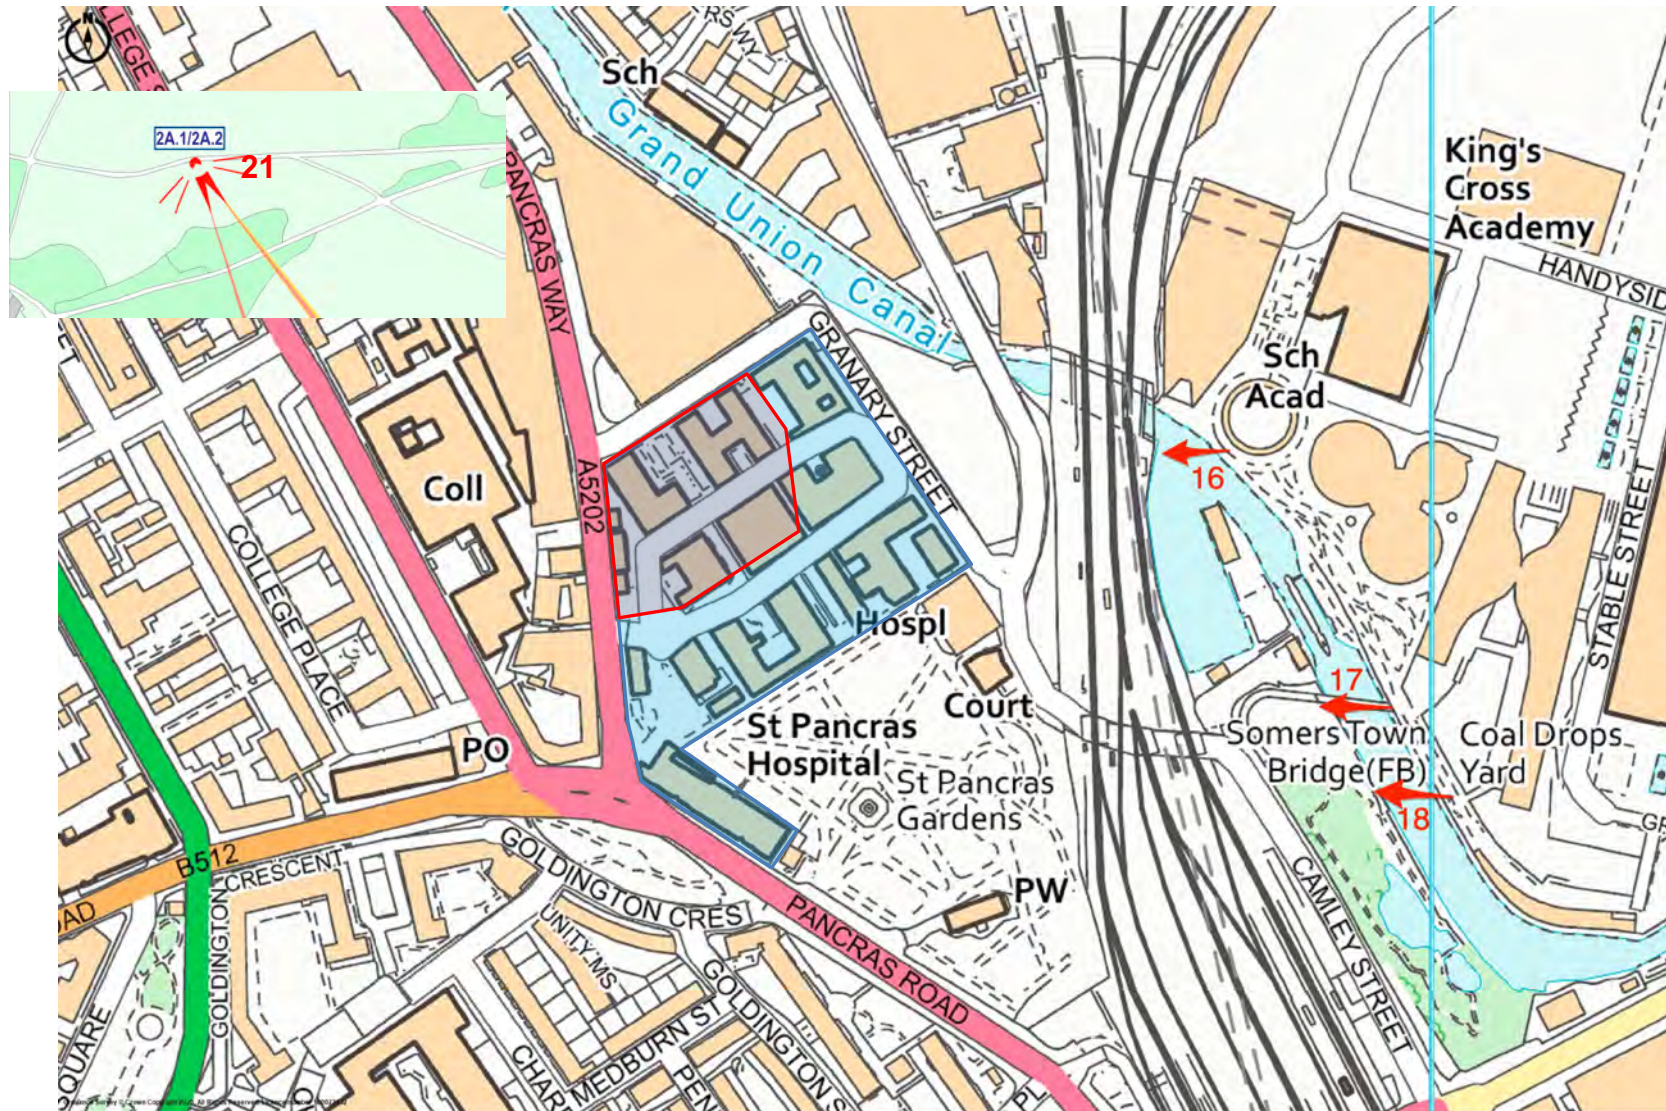 N
Sch
Grand Union Canal
2A.1/2A.2
21
PANCRAS WAY
King's
Cross
Academy
HANDYSID
GRANARY STREET
Sch
Acad
Coll
A5202
16
STABLE STREET
COLLEGE PLACE
Hospl
Court
17
St Pancras
Hospital
PO
St Pancras
Gardens
Somers Town
Bridge(FB)
Coal Drops
Yard
18
B512
GOLDINGTON CRESCENT
GOLDINGTON CRES
UNITY MS
PW
PANCRAS ROAD
CAMLEY STREET
MEDBURN ST
SQUARE